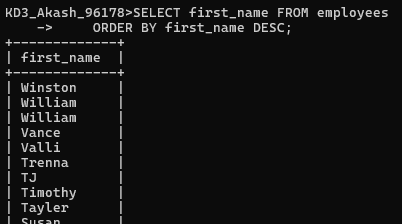 KD3_Akash_96178>SELECT first_name FROM employees
    ->     ORDER BY first_name DESC;
+-------------+
| first_name  |
+-------------+
| Winston     |
| William     |
| William     |
| Vance       |
| Valli       |
| Trenna      |
| TJ          |
| Timothy     |
| Tayler      |
| Susan       |